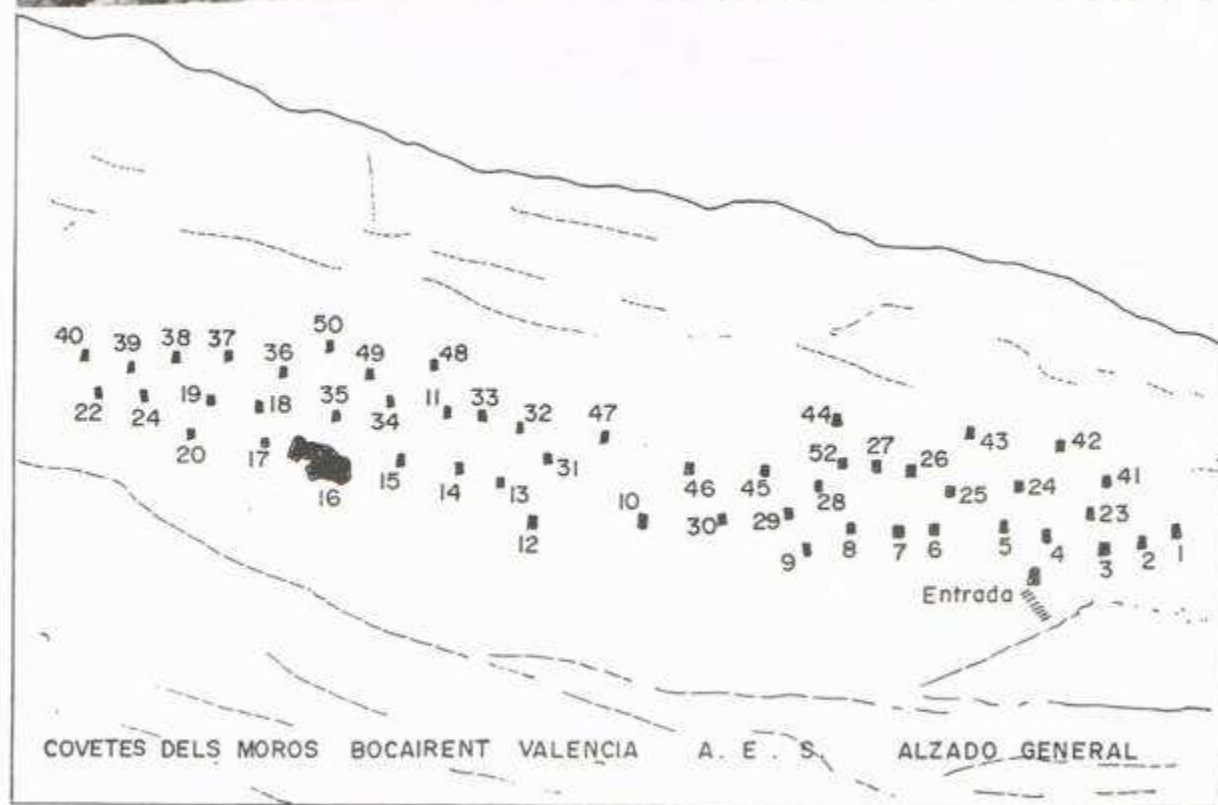 50
40 39 38 37 36 49 48
22 24 19 18 35 34 11 33 32 47 44 43 42
20 17 16 15 14 13 31 52 27 26 41
12 10 46 45 28 25 24 23
30 29 9 8 7 6 5 4 3 2 1
Entrada
COVETES DELS MOROS BOCAIRENT VALENCIA A. E. S. ALZADO GENERAL